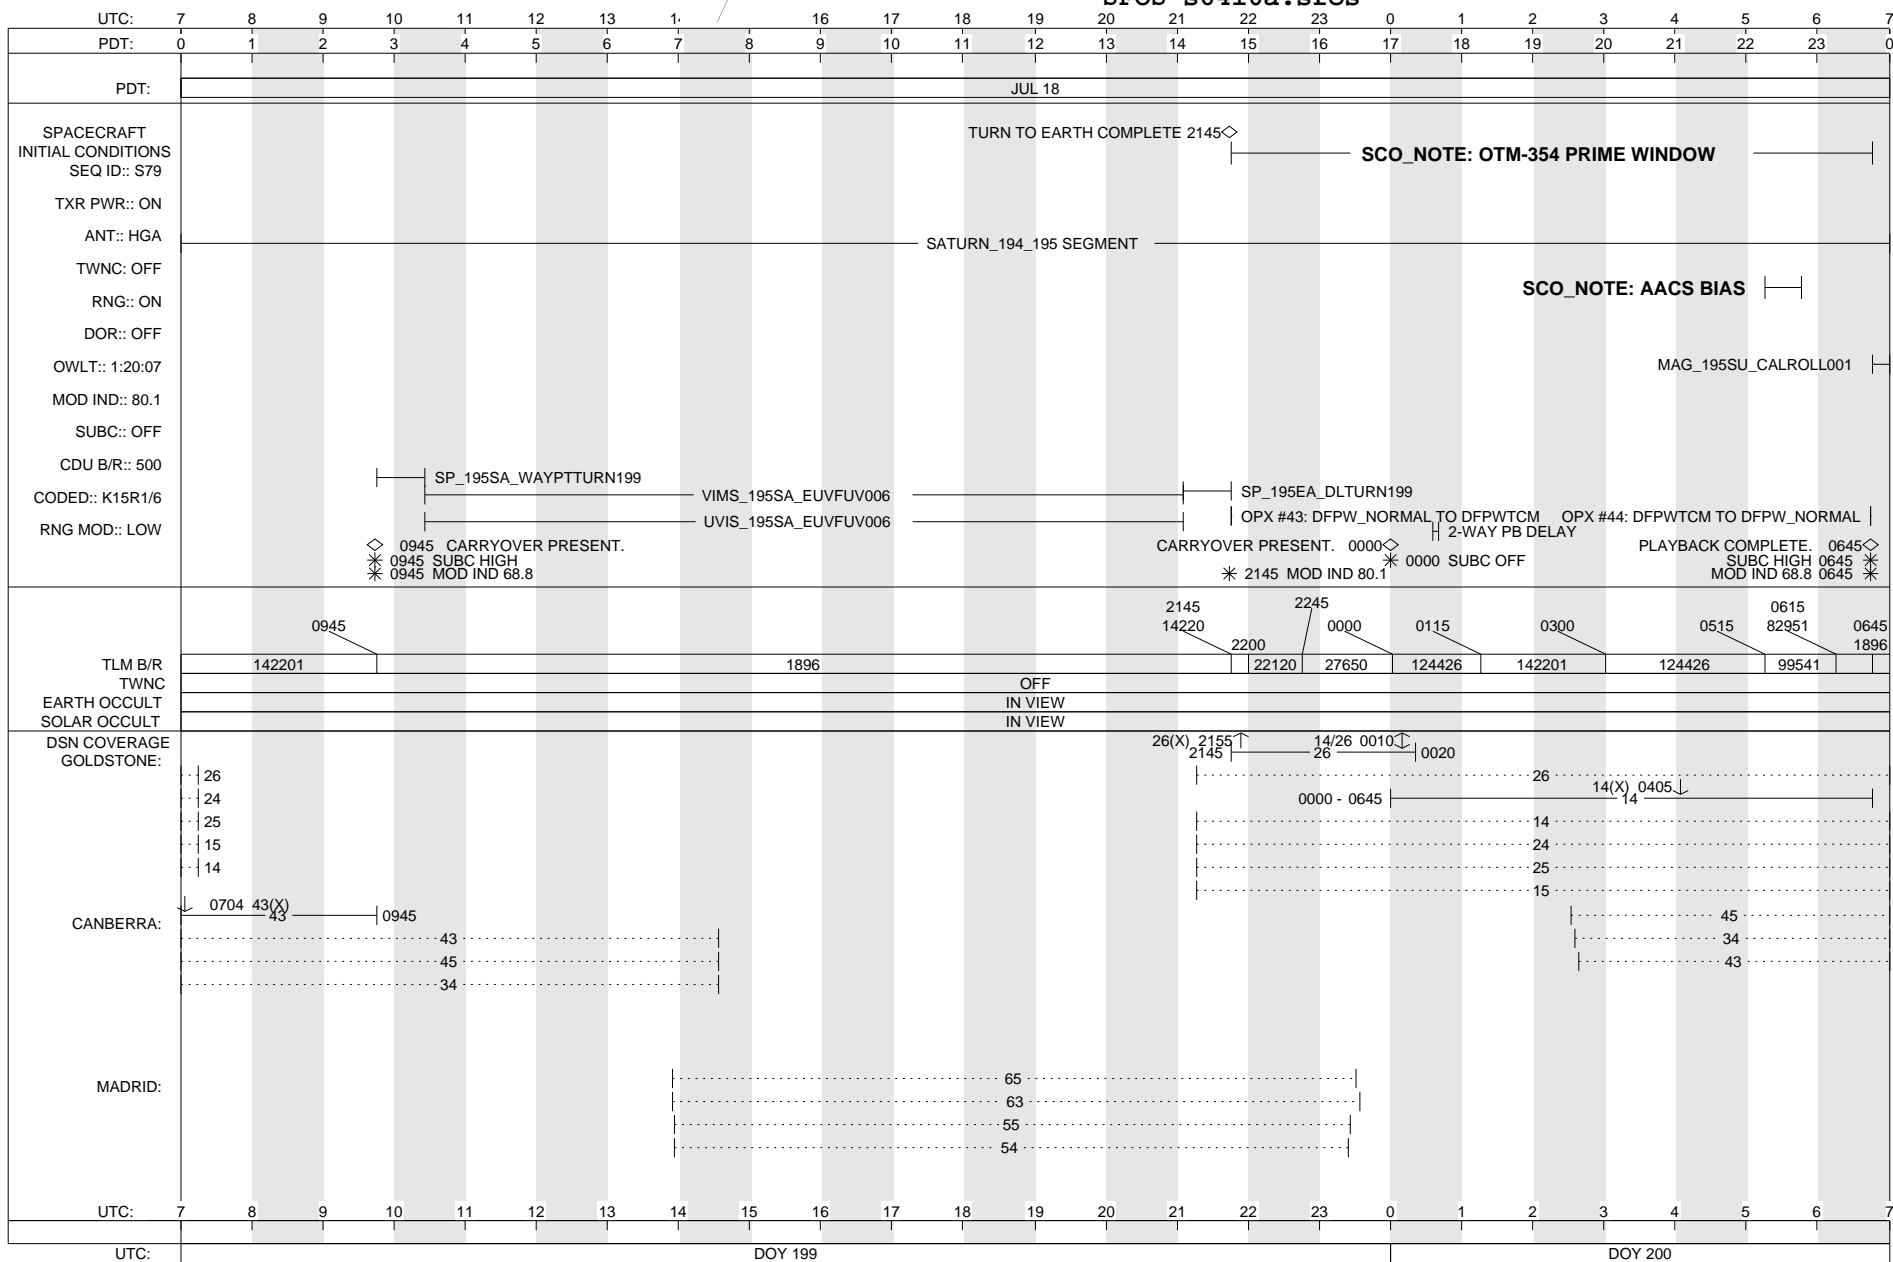 SFOS s0410a.sfos
UTC: 7 8 9 10 11 12 13 14 16 17 18 19 20 21 22 23 0 1 2 3 4 5 6 7
PDT: 0 1 2 3 4 5 6 7 8 9 10 11 12 13 14 15 16 17 18 19 20 21 22 23 0
PDT: JUL 18
SPACECRAFT
INITIAL CONDITIONS
SEQ ID:: S79
TXR PWR:: ON
ANT:: HGA
TWNC: OFF
RNG:: ON
DOR:: OFF
OWLT:: 1:20:07
MOD IND:: 80.1
SUBC:: OFF
CDU B/R:: 500
CODED:: K15R1/6
RNG MOD:: LOW
TURN TO EARTH COMPLETE 2145
SCO_NOTE: OTM-354 PRIME WINDOW
SATURN_194_195 SEGMENT
SCO_NOTE: AACS BIAS
MAG_195SU_CALROLL001
SP_195SA_WAYPTTURN199
VIMS_195SA_EUVFUV006
SP_195EA_DLTURN199
UVIS_195SA_EUVFUV006
OPX #43: DFPW_NORMAL TO DFPWTCM OPX #44: DFPWTCM TO DFPW_NORMAL
2-WAY PB DELAY
0945 CARRYOVER PRESENT. CARRYOVER PRESENT. 0000 PLAYBACK COMPLETE. 0645
0945 SUBC HIGH 0000 SUBC OFF SUBC HIGH 0645
0945 MOD IND 68.8 2145 MOD IND 80.1 MOD IND 68.8 0645
2145 2245 0615
0945 14220 0000 0115 0300 0515 82951 0645
2200 1896
TLM B/R 142201 1896 22120 27650 124426 142201 124426 99541
TWNC OFF
EARTH OCCULT IN VIEW
SOLAR OCCULT IN VIEW
DSN COVERAGE 26(X) 2155 14/26 0010
GOLDSTONE: 2145 26 0020
26 26
14(X) 0405
24 0000 - 0645 14
25 14
15 24
14 25
15
0704 43(X)
CANBERRA: 43 0945 45
43 34
45 43
34
MADRID: 65
63
55
54
UTC: 7 8 9 10 11 12 13 14 15 16 17 18 19 20 21 22 23 0 1 2 3 4 5 6 7
UTC: DOY 199 DOY 200